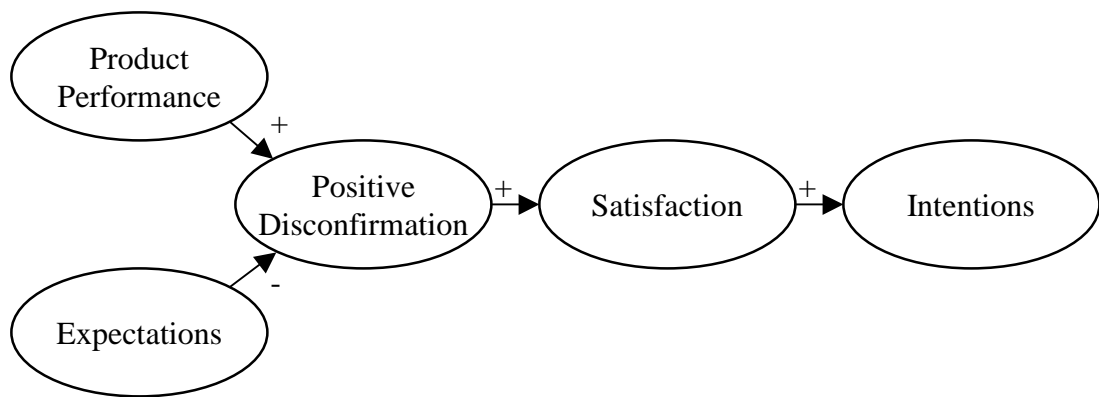 Product
Performance
+
Positive
Disconfirmation
+
Satisfaction
+
Intentions
-
Expectations